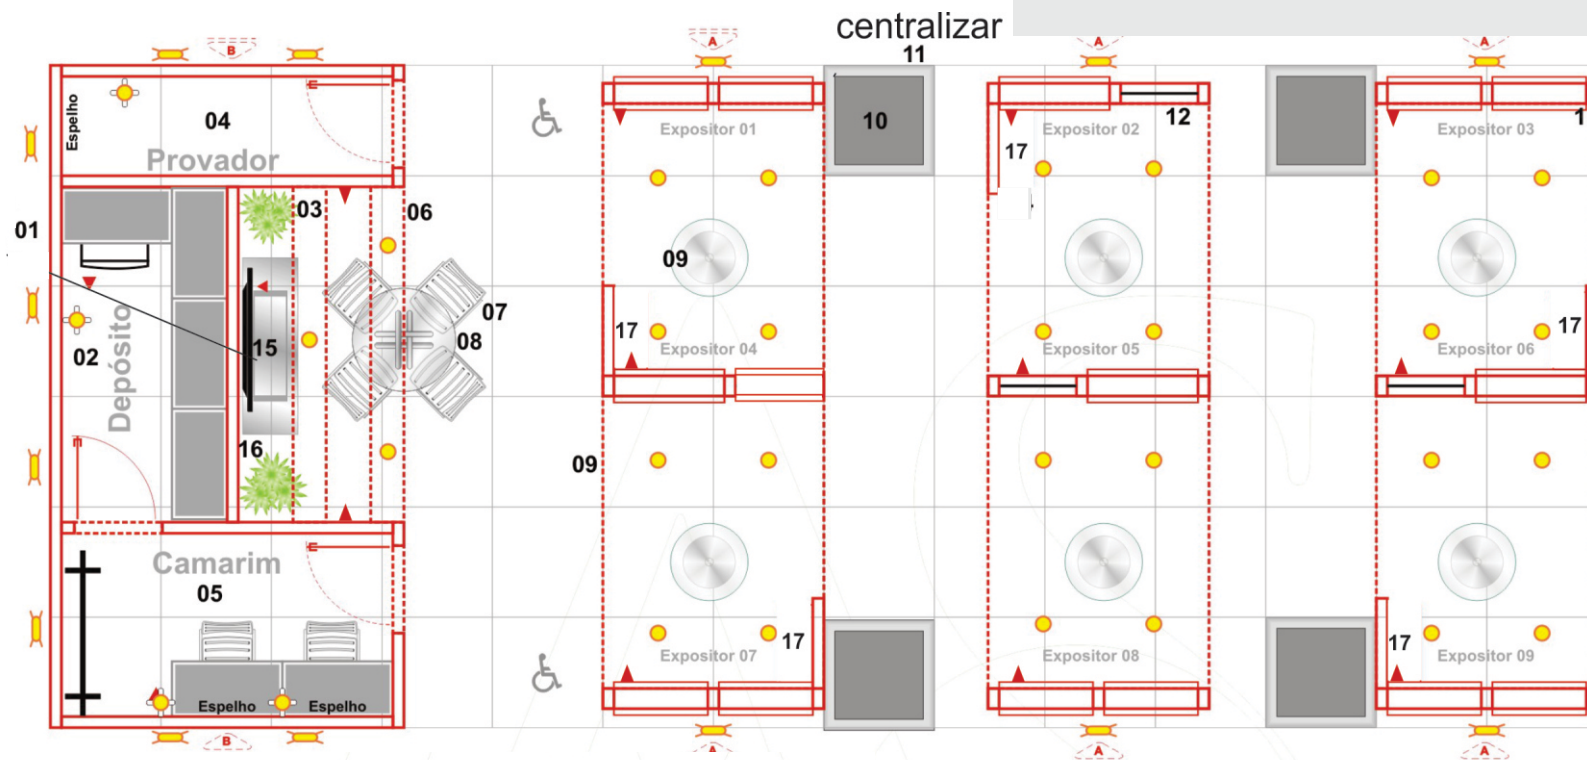 centralizar
B
A
A
A
11
Espelho
04
Provador
Expositor 01
10
Expositor 02
12
Expositor 03
1
17
01
03
06
09
Depósito
02
15
07
08
17
Expositor 04
Expositor 05
17
Expositor 06
16
09
Camarim
05
17
Expositor 07
Expositor 08
17
Expositor 09
Espelho
Espelho
B
A
A
A